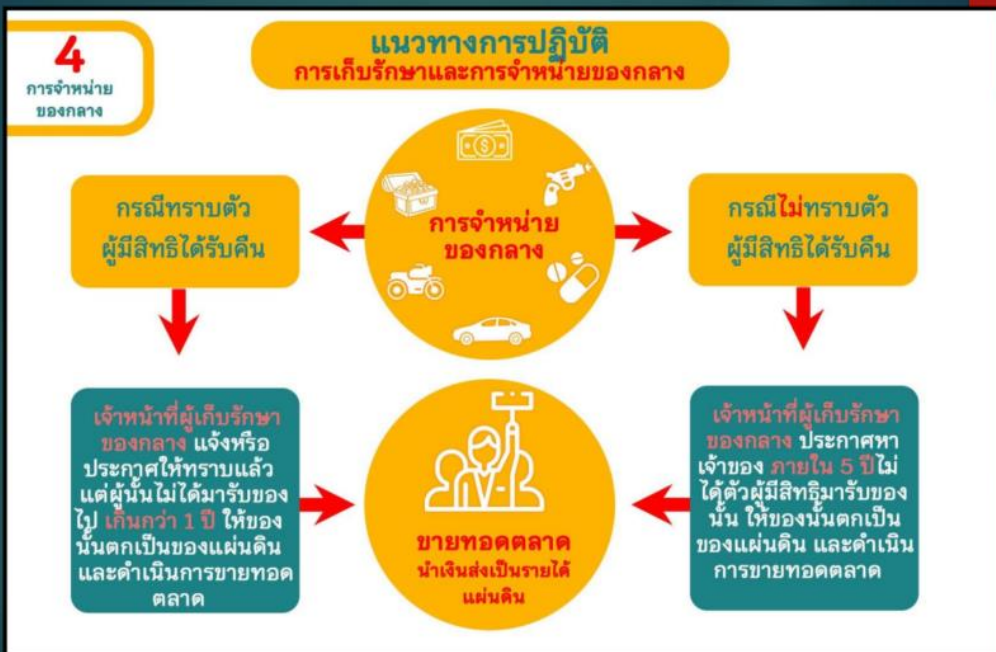 4
การจำหน่าย
ของกลาง
แนวทางการปฏิบัติ
การเก็บรักษาและการจำหน่ายของกลาง
กรณีทราบตัว
ผู้มีสิทธิได้รับคืน
การจำหน่าย
ของกลาง
กรณีไม่ทราบตัว
ผู้มีสิทธิได้รับคืน
เจ้าหน้าที่ผู้เก็บรักษา
ของกลาง แจ้งหรือ
ประกาศให้ทราบแล้ว
แต่ผู้นั้นไม่ได้มารับของ
ไป เกินกว่า 1 ปี ให้ของ
นั้นตกเป็นของแผ่นดิน
และดำเนินการขายทอด
ตลาด
ขายทอดตลาด
นำเงินส่งเป็นรายได้
แผ่นดิน
เจ้าหน้าที่ผู้เก็บรักษา
ของกลาง ประกาศหา
เจ้าของ ภายใน 5 ปีไม่
ได้ตัวผู้มีสิทธิมารับของ
นั้น ให้ของนั้นตกเป็น
ของแผ่นดิน และดำเนิน
การขายทอดตลาด